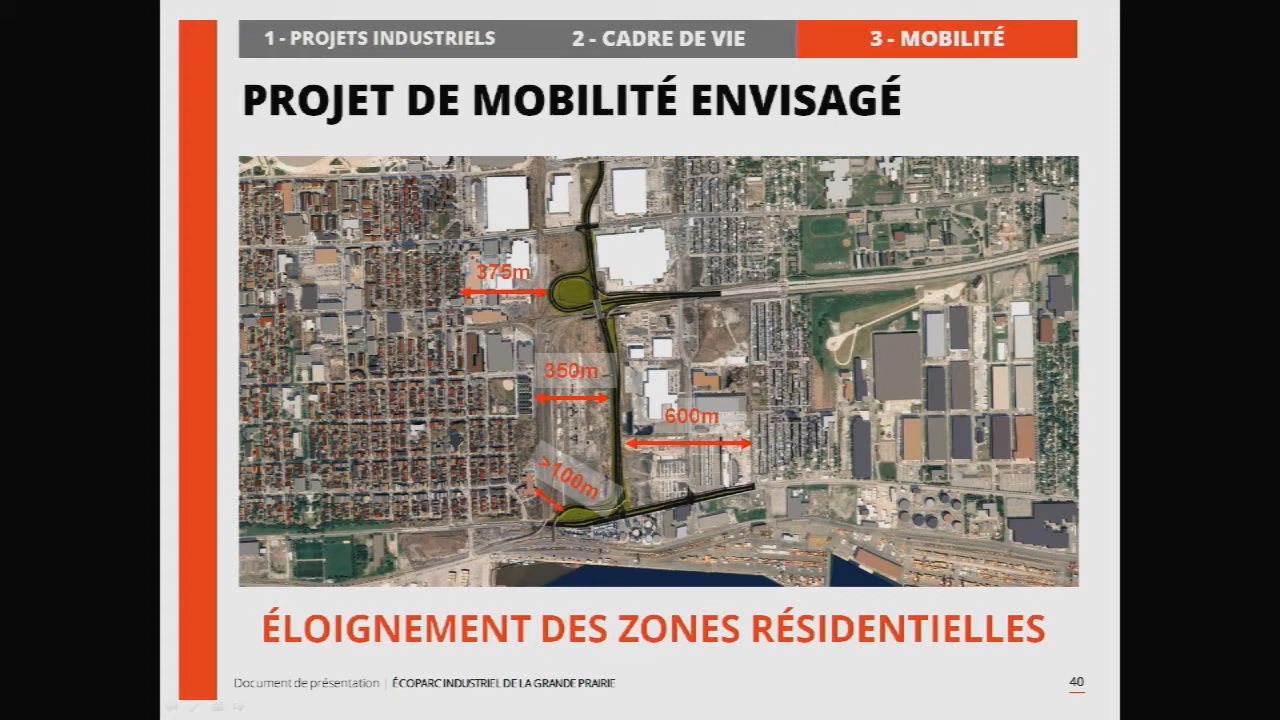 1 - PROJETS INDUSTRIELS
2 - CADRE DE VIE
3 - MOBILITÉ
PROJET DE MOBILITÉ ENVISAGÉ
375m
350m
600m
>100m
ÉLOIGNEMENT DES ZONES RÉSIDENTIELLES
Document de présentation | ÉCOPARC INDUSTRIEL DE LA GRANDE PRAIRIE
40